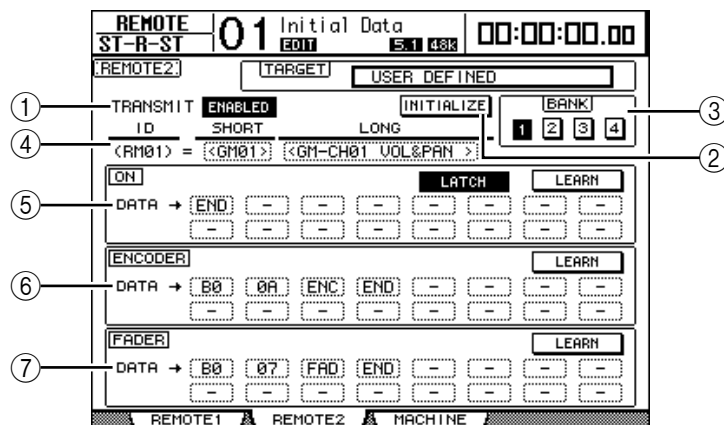 REMOTE
ST-R-ST
01 Initial Data
EDIT 5.1 48k
00:00:00.00
REMOTE2
TARGET USER DEFINED
① TRANSMIT ENABLED INITIALIZE BANK ③
ID SHORT LONG 1 2 3 4
②
④ (RM01) = <GM01> <GM-CH01 VOL&PAN >
ON LATCH LEARN
⑤ DATA → END - - - - - - -
- - - - - - - -
ENCODER LEARN
⑥ DATA → B0 0A ENC END - - - -
- - - - - - - -
FADER LEARN
⑦ DATA → B0 07 FAD END - - - -
- - - - - - - -
REMOTE1 REMOTE2 MACHINE